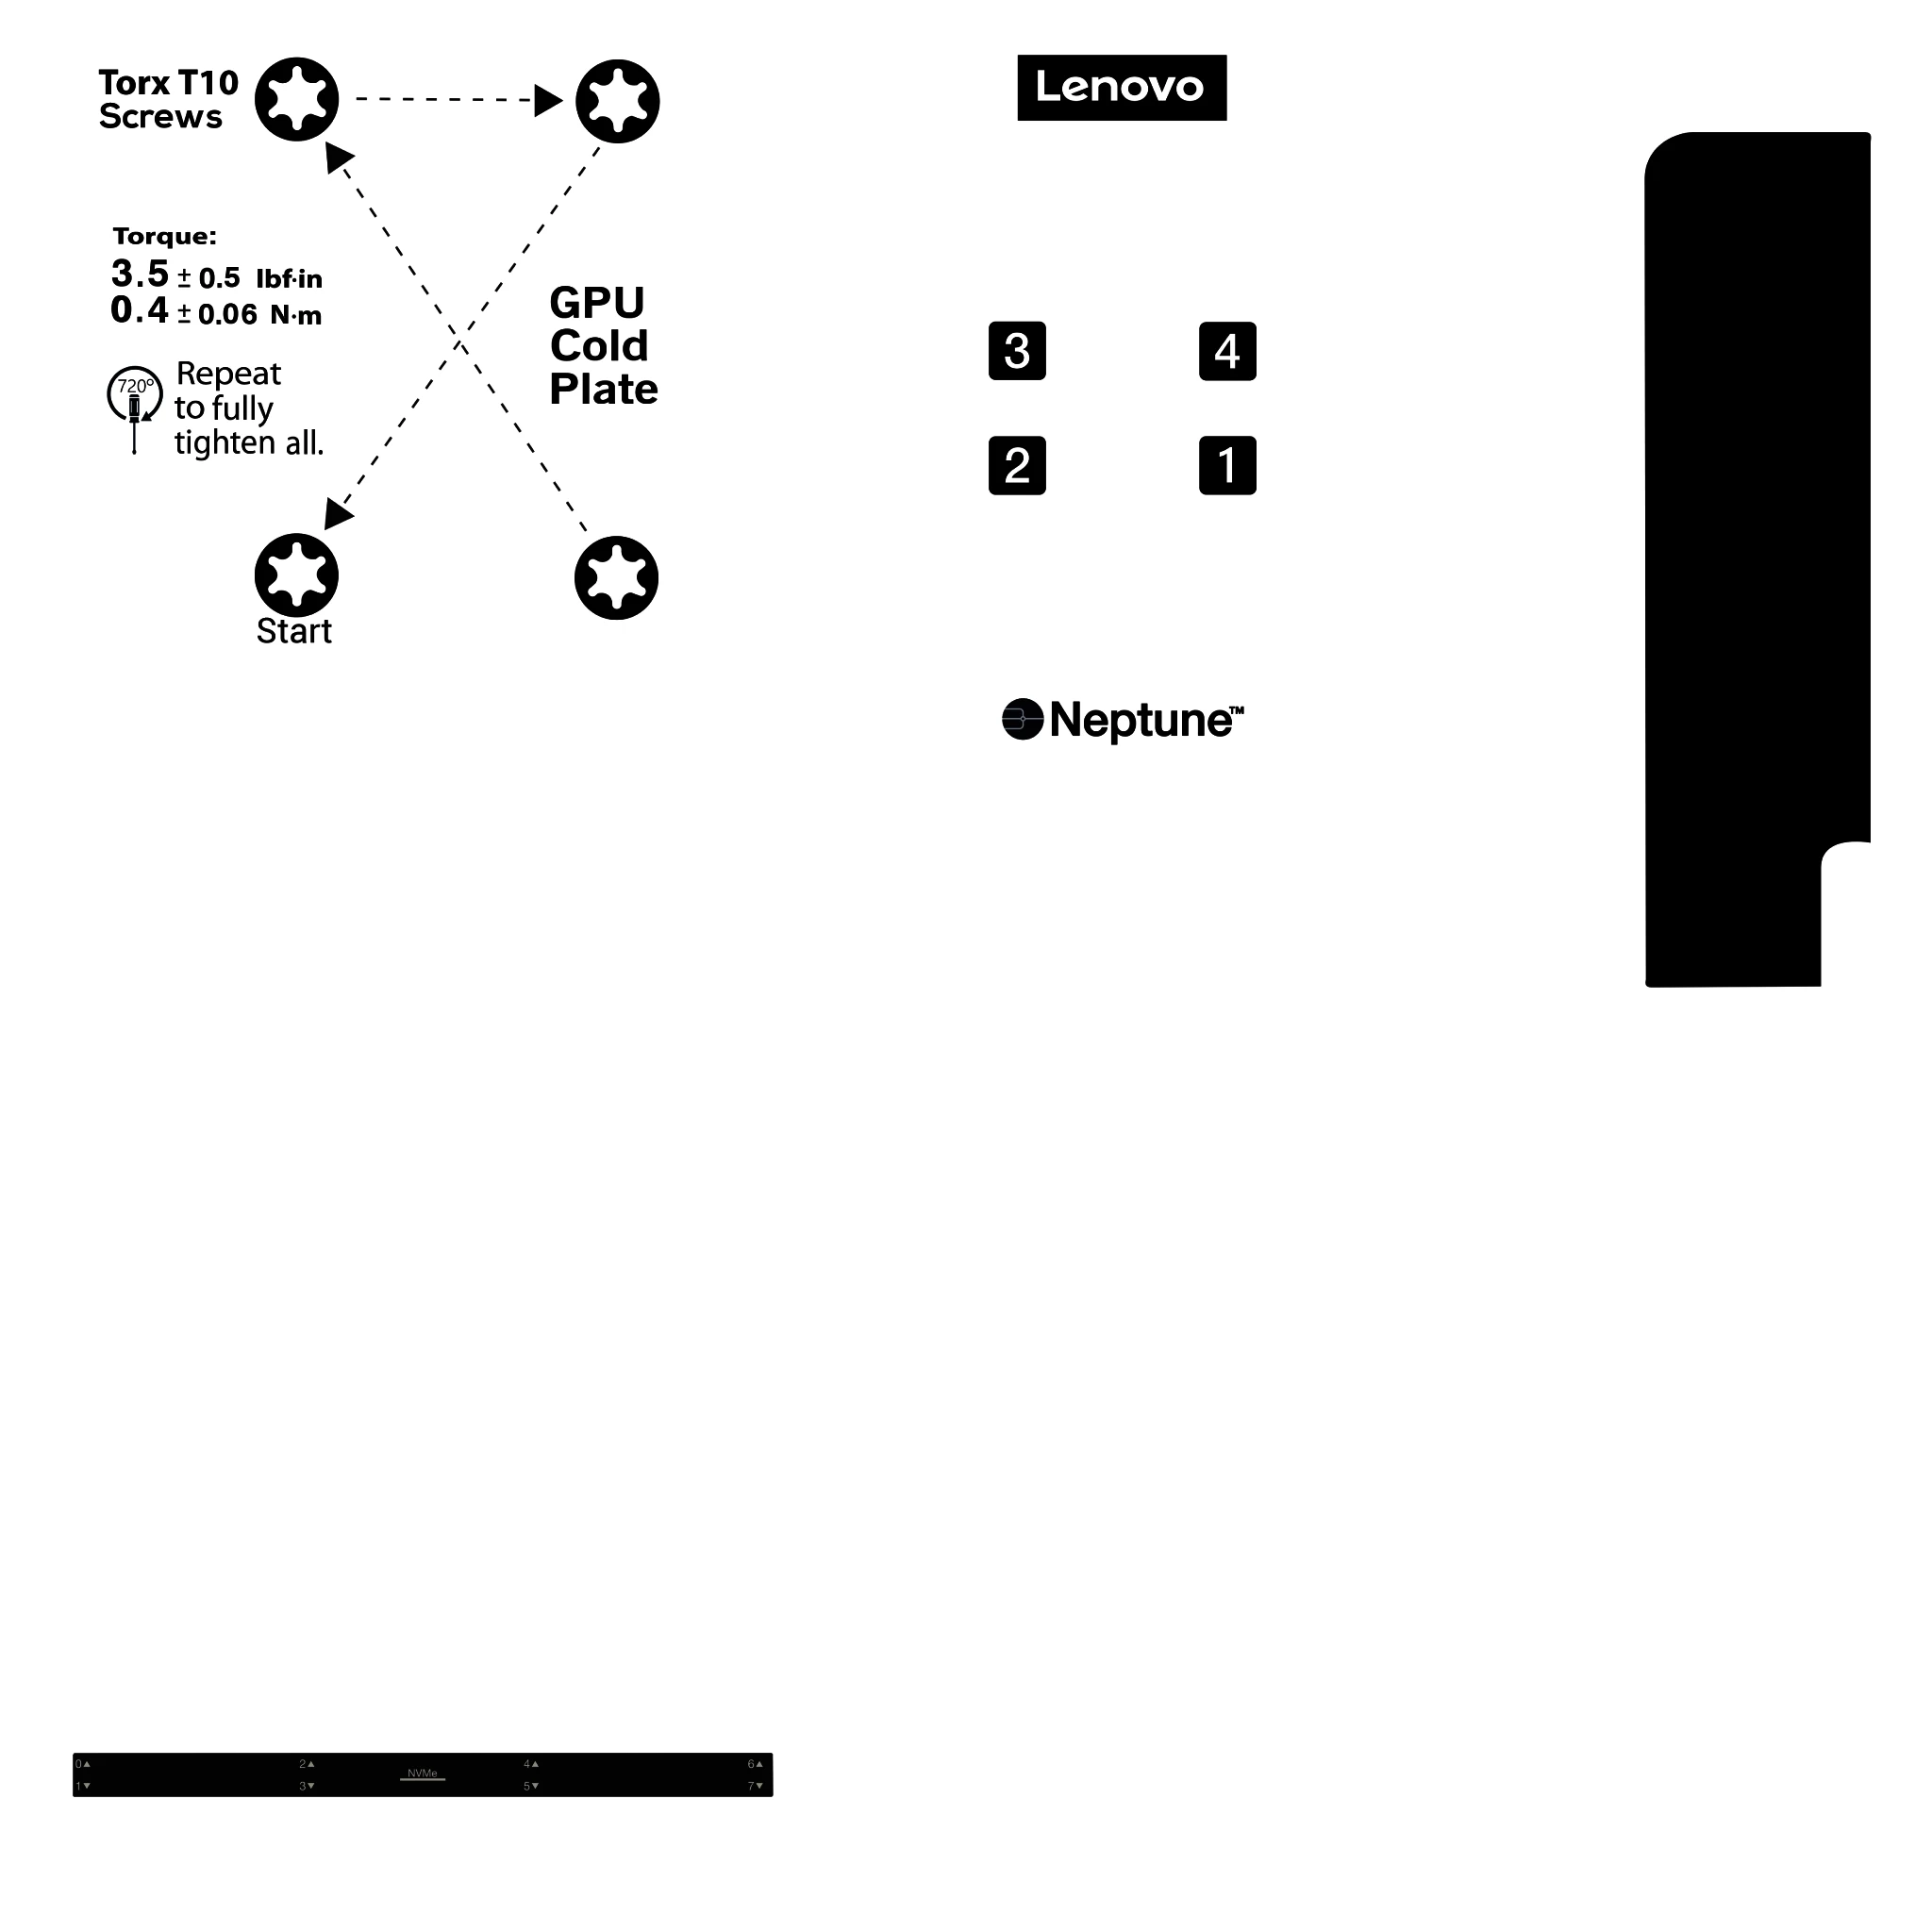 Torx T10
Screws
Torque:
3.5 ± 0.5 lbf·in
0.4 ± 0.06 N·m
720°
Repeat
to fully
tighten all.
GPU
Cold
Plate
Start
Lenovo
3 4
2 1
Neptune™
0▲ 2▲ 4▲ 6▲
NVMe
1▼ 3▼ 5▼ 7▼